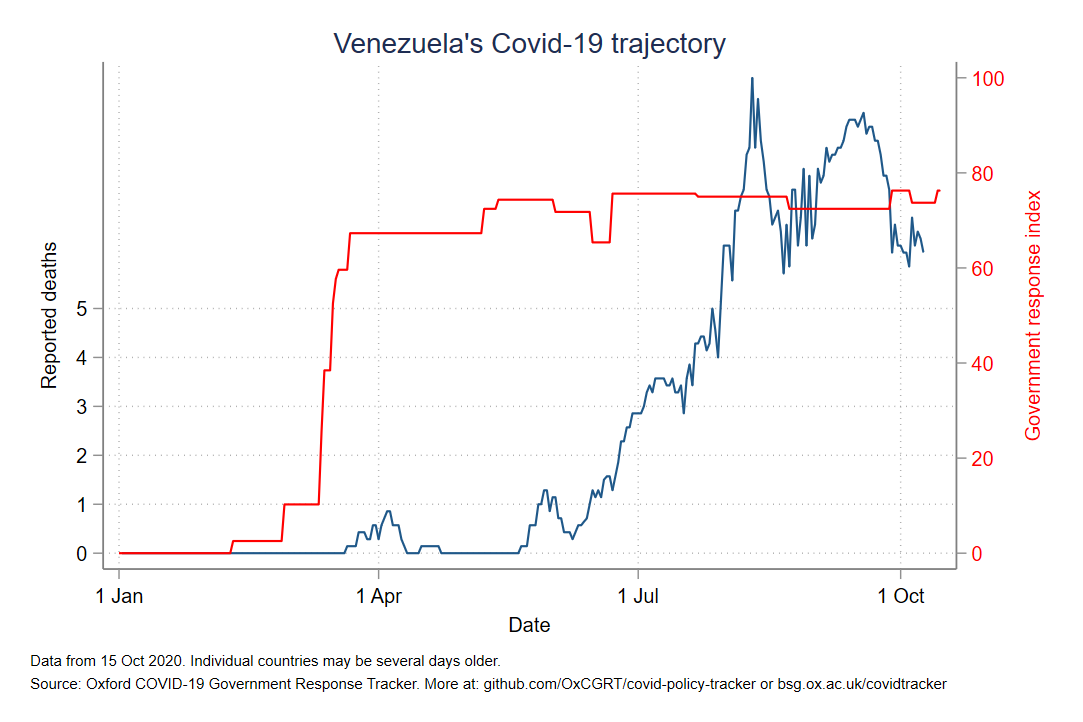 Venezuela's Covid-19 trajectory
100
80
60
40
20
0
Government response index
5
4
3
2
1
0
Reported deaths
1 Jan
1 Apr
1 Jul
1 Oct
Date
Data from 15 Oct 2020. Individual countries may be several days older.
Source: Oxford COVID-19 Government Response Tracker. More at: github.com/OxCGRT/covid-policy-tracker or bsg.ox.ac.uk/covidtracker